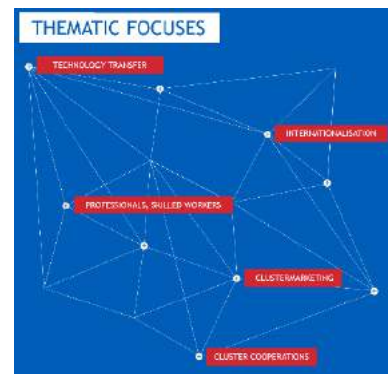 THEMATIC FOCUSES
TECHNOLOGY TRANSFER
INTERNATIONALISATION
PROFESSIONALS, SKILLED WORKERS
CLUSTERMARKETING
CLUSTER COOPERATIONS